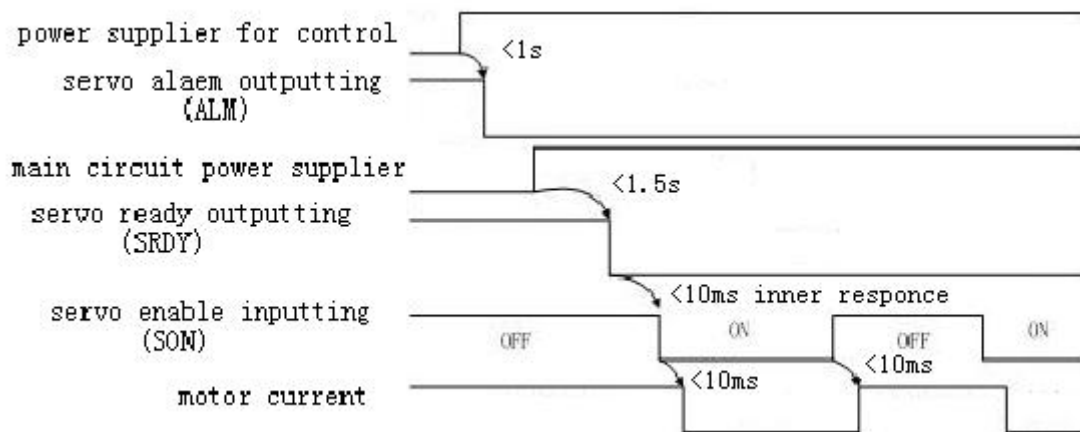 power supplier for control
<1s
servo alaem outputting
(ALM)
main circuit power supplier
<1.5s
servo ready outputting
(SRDY)
<10ms inner responce
servo enable inputting
(SON)
OFF
ON
OFF
ON
<10ms
<10ms
motor current